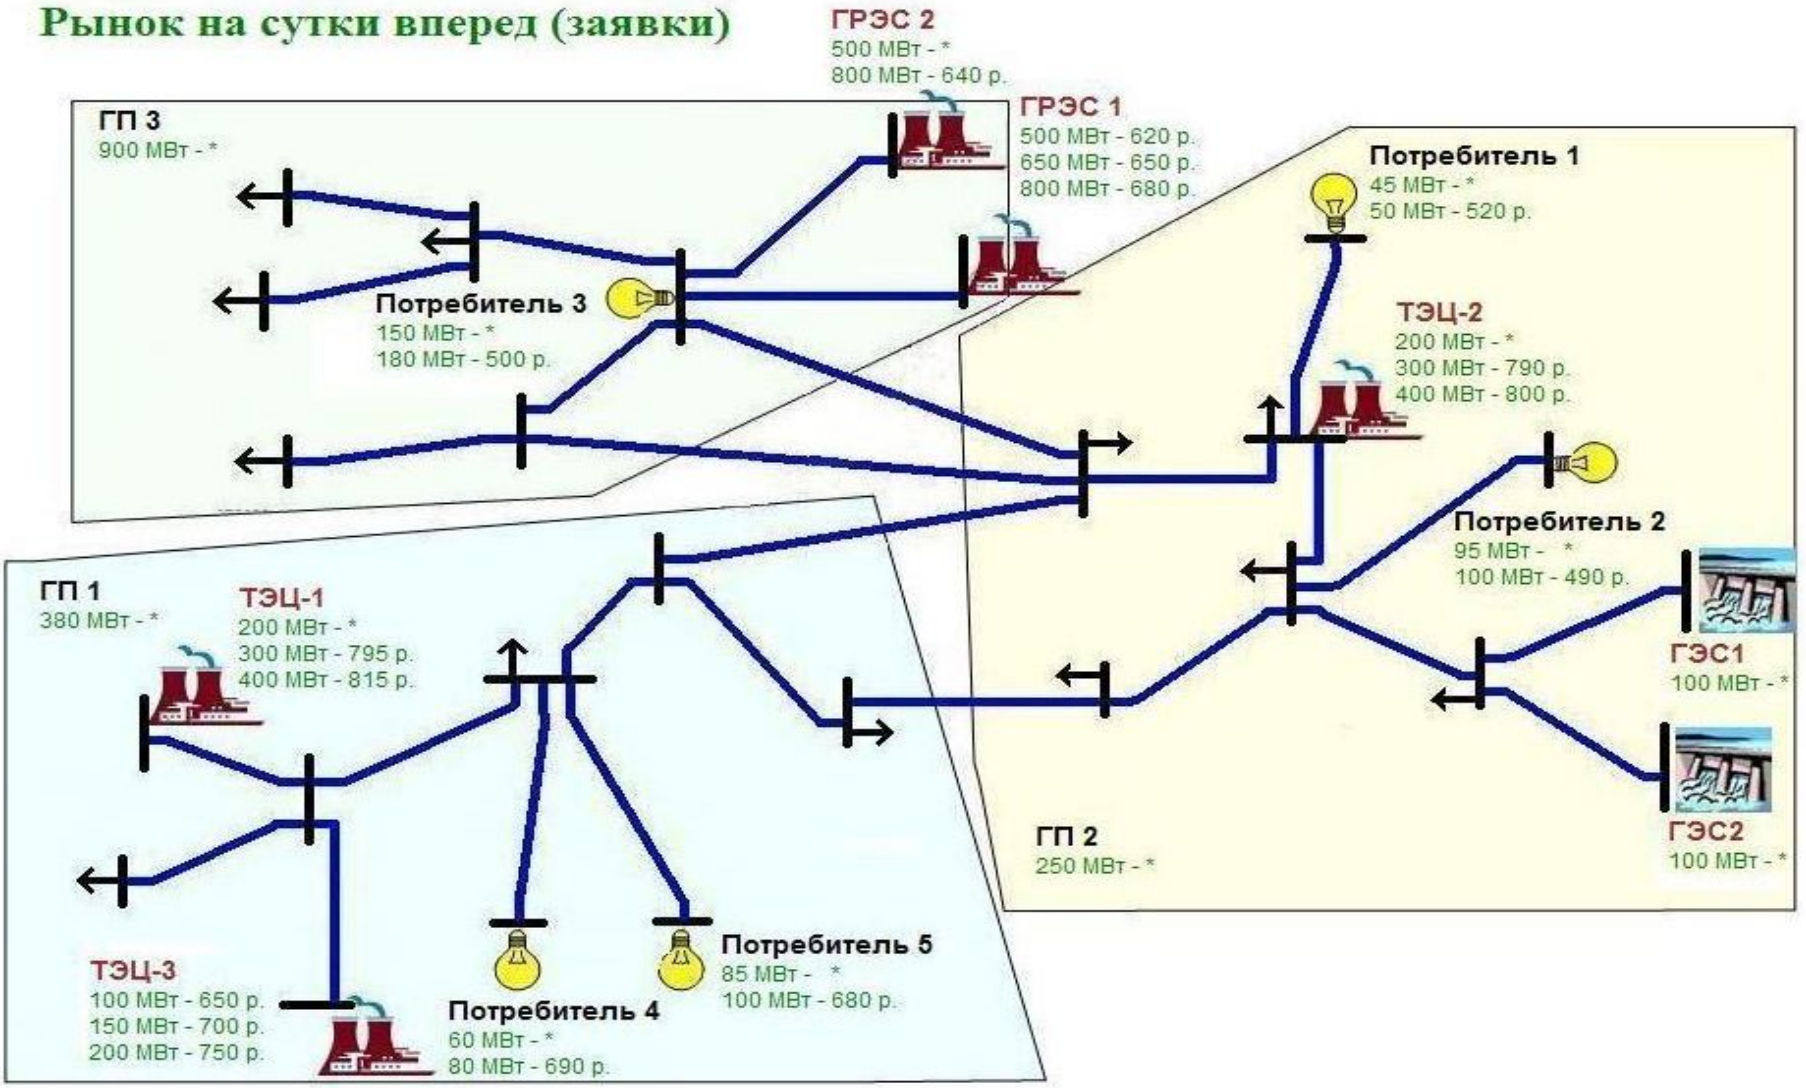 Рынок на сутки вперед (заявки)
ГРЭС 2
500 МВт - *
800 МВт - 640 р.
ГРЭС 1
500 МВт - 620 р.
650 МВт - 650 р.
800 МВт - 680 р.
ГП 3
900 МВт - *
Потребитель 1
45 МВт - *
50 МВт - 520 р.
Потребитель 3
150 МВт - *
180 МВт - 500 р.
ТЭЦ-2
200 МВт - *
300 МВт - 790 р.
400 МВт - 800 р.
Потребитель 2
95 МВт - *
100 МВт - 490 р.
ГП 1
380 МВт - *
ТЭЦ-1
200 МВт - *
300 МВт - 795 р.
400 МВт - 815 р.
ГЭС1
100 МВт - *
ГП 2
250 МВт - *
ГЭС2
100 МВт - *
ТЭЦ-3
100 МВт - 650 р.
150 МВт - 700 р.
200 МВт - 750 р.
Потребитель 4
60 МВт - *
80 МВт - 690 р.
Потребитель 5
85 МВт - *
100 МВт - 680 р.